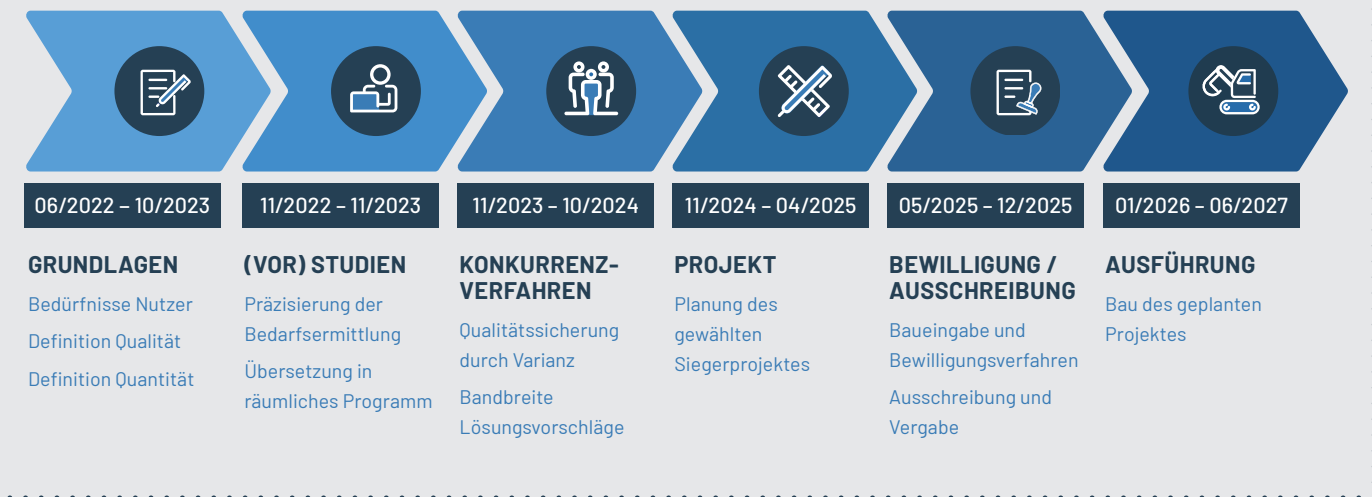 06/2022 – 10/2023
GRUNDLAGEN
Bedürfnisse Nutzer
Definition Qualität
Definition Quantität
11/2022 – 11/2023
(VOR) STUDIEN
Präzisierung der
Bedarfsermittlung
Übersetzung in
räumliches Programm
11/2023 – 10/2024
KONKURRENZ-
VERFAHREN
Qualitätssicherung
durch Varianz
Bandbreite
Lösungsvorschläge
11/2024 – 04/2025
PROJEKT
Planung des
gewählten
Siegerprojektes
05/2025 – 12/2025
BEWILLIGUNG /
AUSSCHREIBUNG
Baueingabe und
Bewilligungsverfahren
Ausschreibung und
Vergabe
01/2026 – 06/2027
AUSFÜHRUNG
Bau des geplanten
Projektes